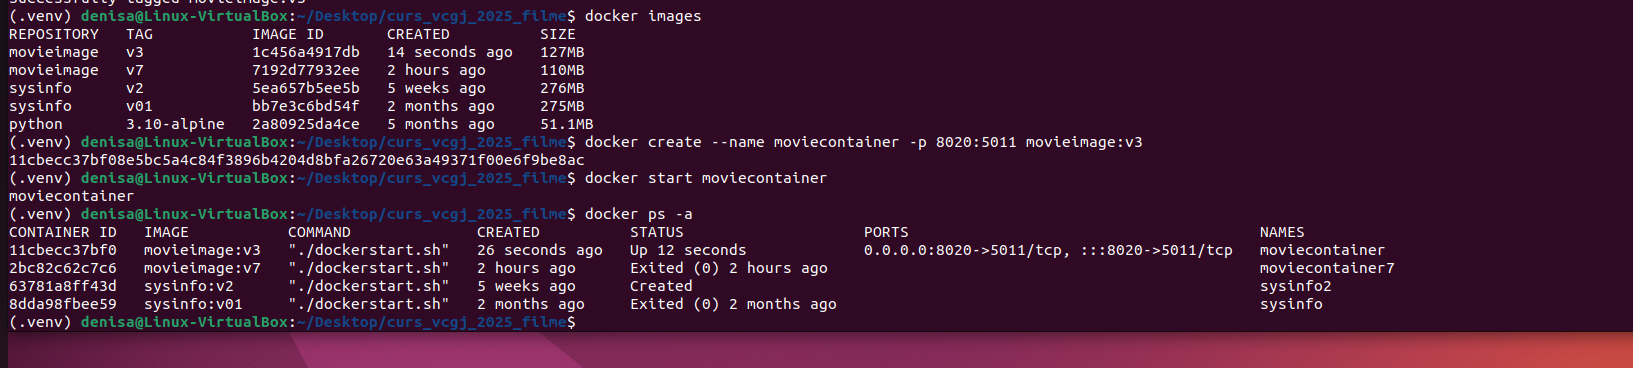 Successfully tagged movieimage:v3
(.venv) denisa@Linux-VirtualBox:~/Desktop/curs_vcgj_2025_filme$ docker images
REPOSITORY   TAG           IMAGE ID       CREATED          SIZE
movieimage   v3            1c456a4917db   14 seconds ago   127MB
movieimage   v7            7192d77932ee   2 hours ago      110MB
sysinfo      v2            5ea657b5ee5b   5 weeks ago      276MB
sysinfo      v01           bb7e3c6bd54f   2 months ago     275MB
python       3.10-alpine   2a80925da4ce   5 months ago     51.1MB
(.venv) denisa@Linux-VirtualBox:~/Desktop/curs_vcgj_2025_filme$ docker create --name moviecontainer -p 8020:5011 movieimage:v3
11cbecc37bf08e5bc5a4c84f3896b4204d8bfa26720e63a49371f00e6f9be8ac
(.venv) denisa@Linux-VirtualBox:~/Desktop/curs_vcgj_2025_filme$ docker start moviecontainer
moviecontainer
(.venv) denisa@Linux-VirtualBox:~/Desktop/curs_vcgj_2025_filme$ docker ps -a
CONTAINER ID   IMAGE           COMMAND              CREATED          STATUS                    PORTS                                       NAMES
11cbecc37bf0   movieimage:v3   "./dockerstart.sh"   26 seconds ago   Up 12 seconds             0.0.0.0:8020->5011/tcp, :::8020->5011/tcp   moviecontainer
2bc82c62c7c6   movieimage:v7   "./dockerstart.sh"   2 hours ago      Exited (0) 2 hours ago                                                moviecontainer7
63781a8ff43d   sysinfo:v2      "./dockerstart.sh"   5 weeks ago      Created                                                               sysinfo2
8dda98fbee59   sysinfo:v01     "./dockerstart.sh"   2 months ago     Exited (0) 2 months ago                                               sysinfo
(.venv) denisa@Linux-VirtualBox:~/Desktop/curs_vcgj_2025_filme$